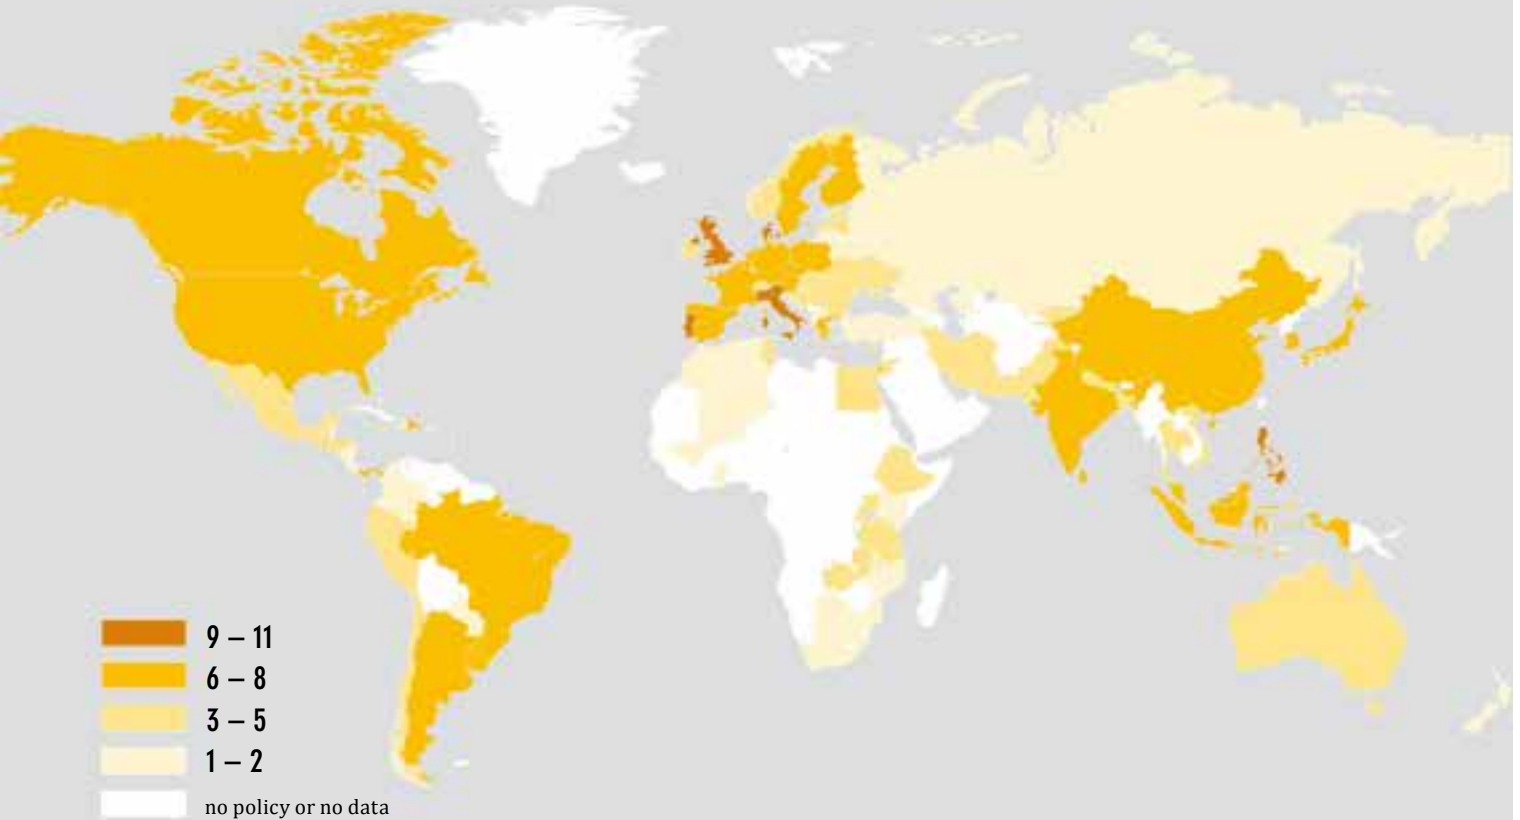 9 – 11
6 – 8
3 – 5
1 – 2
no policy or no data